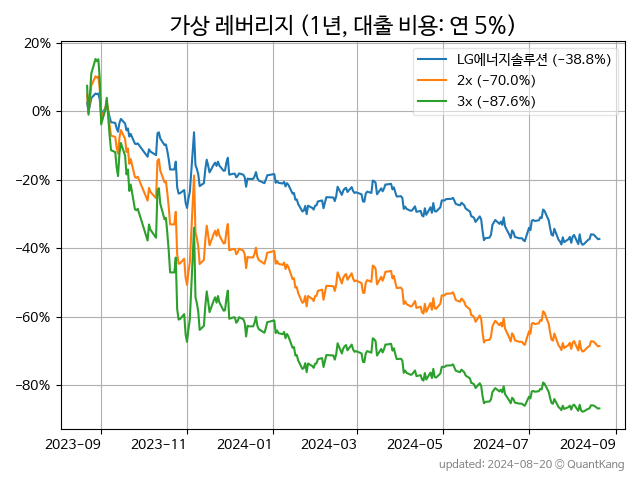 가상 레버리지 (1년, 대출 비용: 연 5%)
LG에너지솔루션 (−38.8%)
2x (−70.0%)
3x (−87.6%)
20%
0%
−20%
−40%
−60%
−80%
2023-09 2023-11 2024-01 2024-03 2024-05 2024-07 2024-09
updated: 2024-08-20 © QuantKang